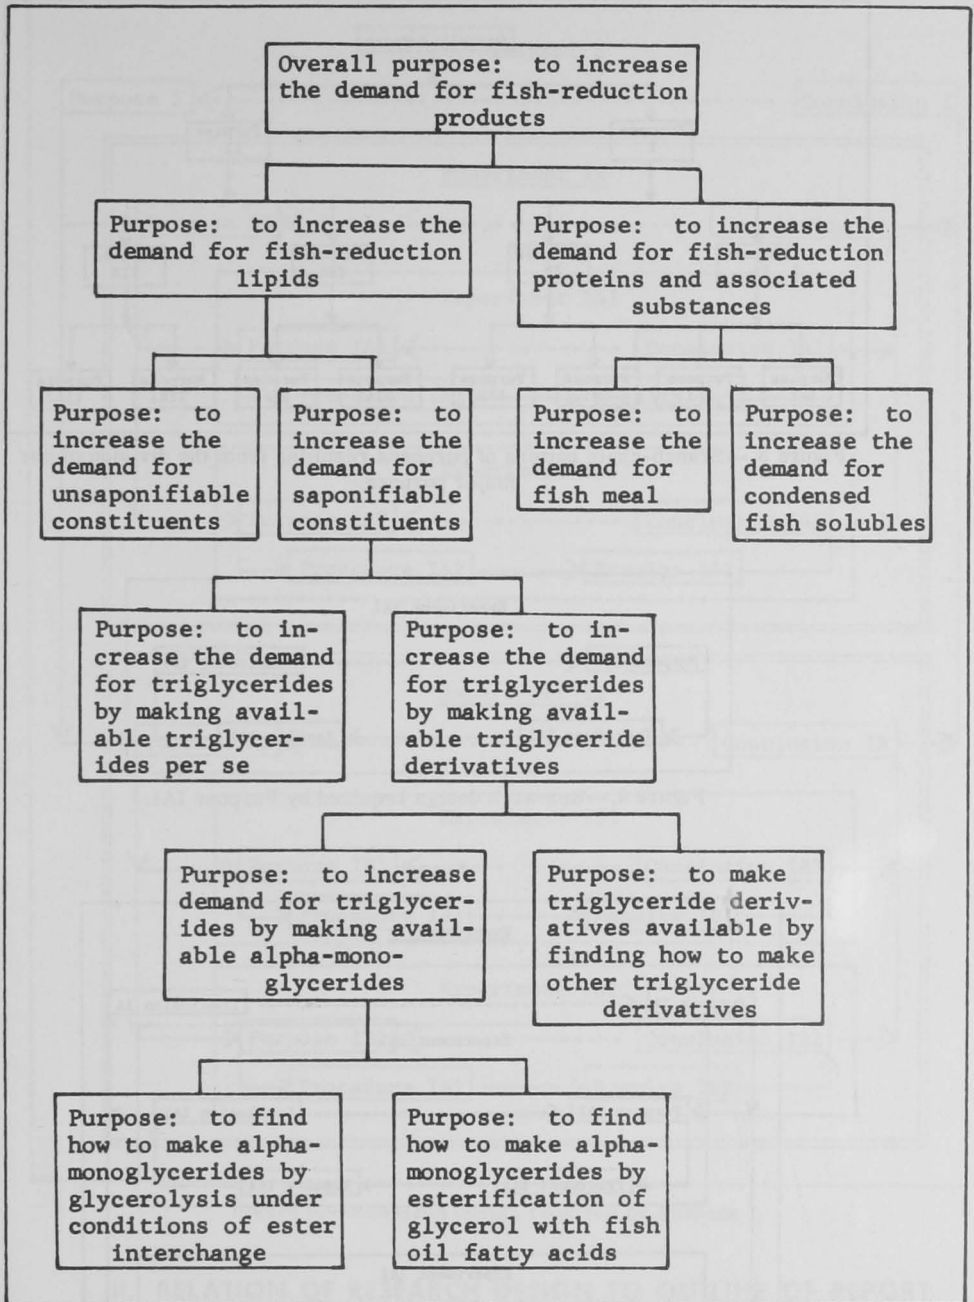 Overall purpose: to increase
the demand for fish-reduction
products
Purpose: to increase the
demand for fish-reduction
lipids
Purpose: to increase the
demand for fish-reduction
proteins and associated
substances
Purpose: to
increase the
demand for
unsaponifiable
constituents
Purpose: to
increase the
demand for
saponifiable
constituents
Purpose: to
increase the
demand for
fish meal
Purpose: to
increase the
demand for
condensed
fish solubles
Purpose: to in-
crease the demand
for triglycerides
by making avail-
able triglycer-
ides per se
Purpose: to in-
crease the demand
for triglycerides
by making avail-
able triglyceride
derivatives
Purpose: to increase
demand for triglycer-
ides by making avail-
able alpha-mono-
glycerides
Purpose: to make
triglyceride deriv-
atives available by
finding how to make
other triglyceride
derivatives
Purpose: to find
how to make alpha-
monoglycerides by
glycerolysis under
conditions of ester
interchange
Purpose: to find
how to make alpha-
monoglycerides by
esterification of
glycerol with fish
oil fatty acids